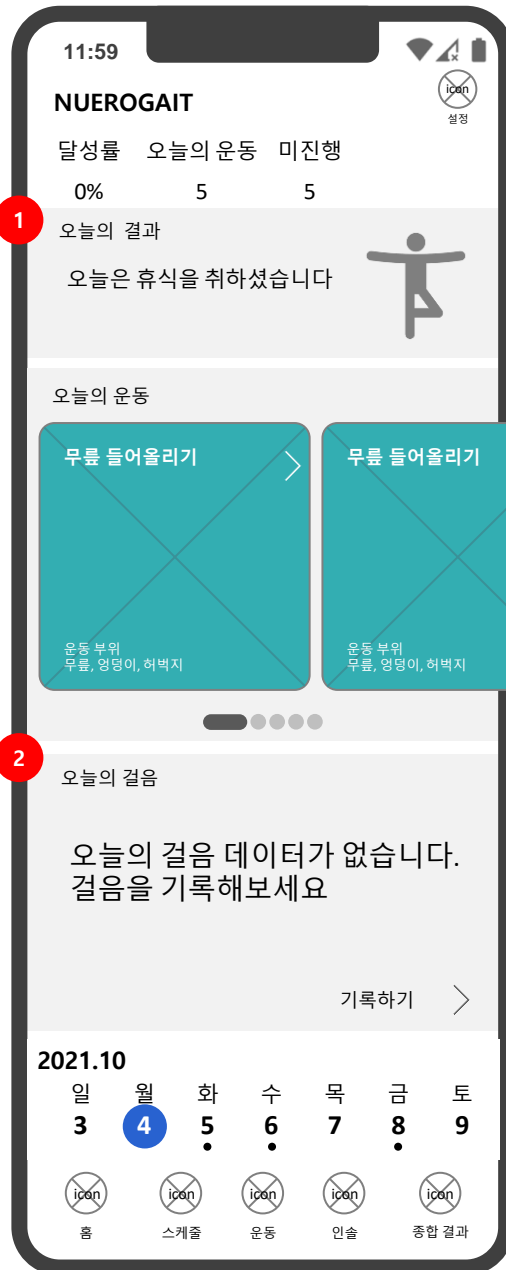 11:59
NUEROGAIT
icon
설정
달성률 오늘의 운동 미진행
0% 5 5
1
오늘의 결과
오늘은 휴식을 취하셨습니다
오늘의 운동
무릎 들어올리기 무릎 들어올리기
운동 부위 운동 부위
무릎, 엉덩이, 허벅지 무릎, 엉덩이, 허벅지
2
오늘의 걸음
오늘의 걸음 데이터가 없습니다.
걸음을 기록해보세요
기록하기
2021.10
일 월 화 수 목 금 토
3 4 5 6 7 8 9
icon icon icon icon icon
홈 스케줄 운동 인솔 종합 결과